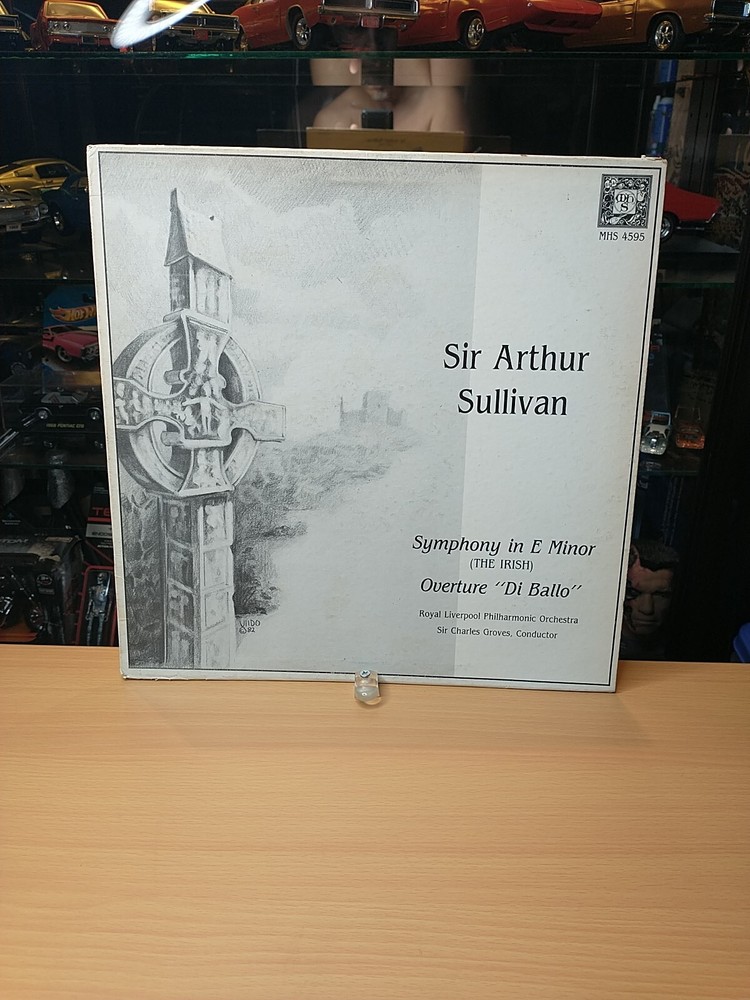 MHS
MHS 4595
Sir Arthur
Sullivan
Symphony in E Minor
(THE IRISH)
Overture “Di Ballo”
Royal Liverpool Philharmonic Orchestra
Sir Charles Groves, Conductor